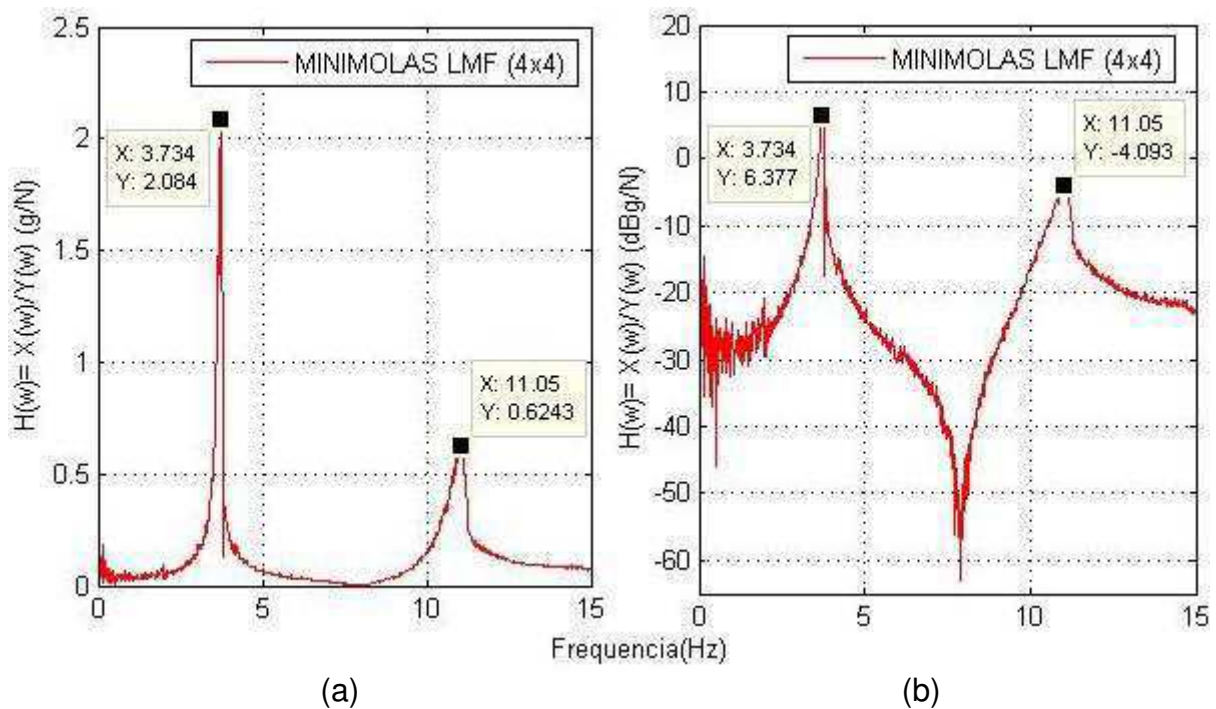 MINIMOLAS LMF (4x4)
H(w)= X(w)/Y(w) (g/N)
2.5
2
1.5
1
0.5
0
X: 3.734
Y: 2.084
X: 11.05
Y: 0.6243
0 5 10 15
MINIMOLAS LMF (4x4)
H(w)= X(w)/Y(w) (dBg/N)
20
10
0
-10
-20
-30
-40
-50
-60
X: 3.734
Y: 6.377
X: 11.05
Y: -4.093
0 5 10 15
Frequencia(Hz)
(a) (b)